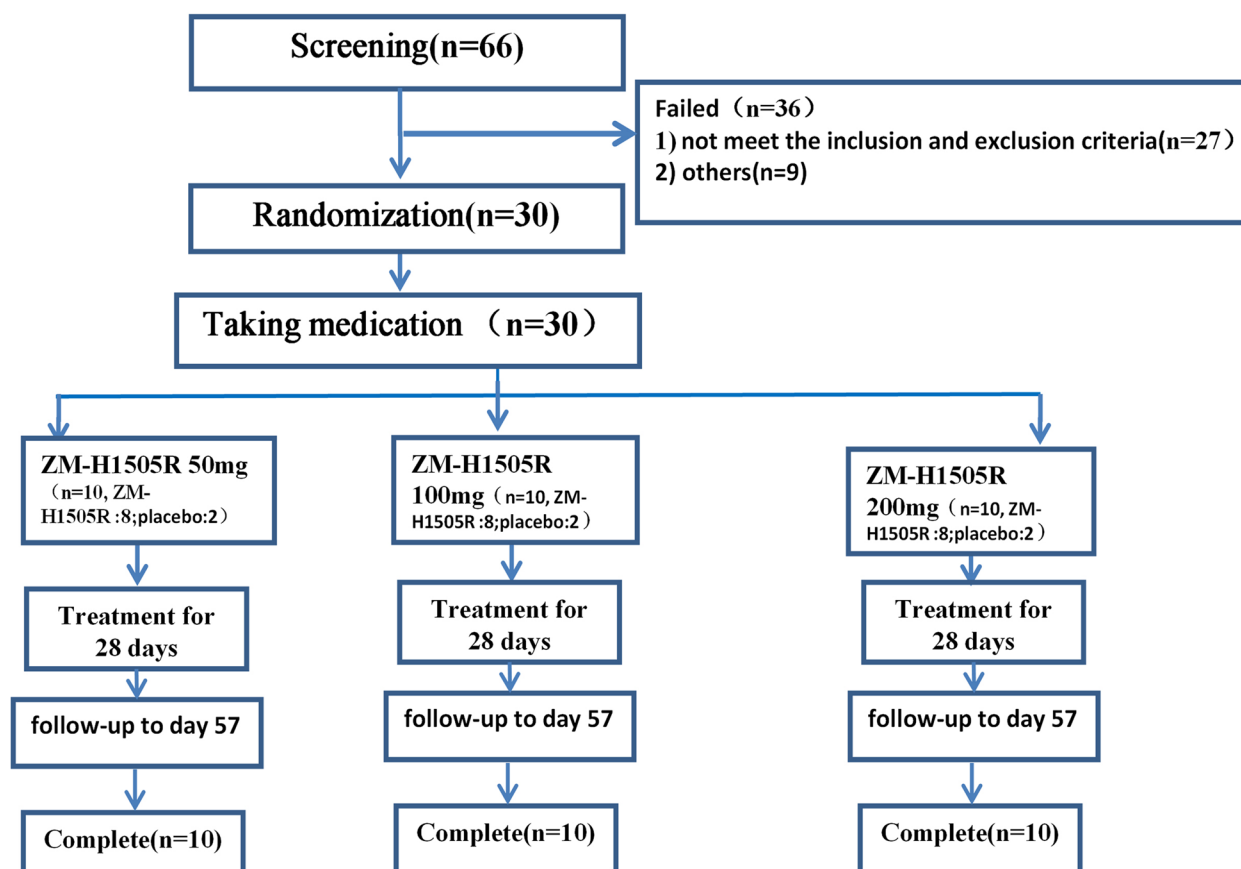 Screening(n=66)
Failed（n=36）
1) not meet the inclusion and exclusion criteria(n=27）
2) others(n=9)
Randomization(n=30)
Taking medication （n=30）
ZM-H1505R 50mg
（n=10, ZM-
H1505R :8;placebo:2）
ZM-H1505R
100mg（n=10, ZM-
H1505R :8;placebo:2）
ZM-H1505R
200mg（n=10, ZM-
H1505R :8;placebo:2）
Treatment for
28 days
Treatment for
28 days
Treatment for
28 days
follow-up to day 57
follow-up to day 57
follow-up to day 57
Complete(n=10)
Complete(n=10)
Complete(n=10)